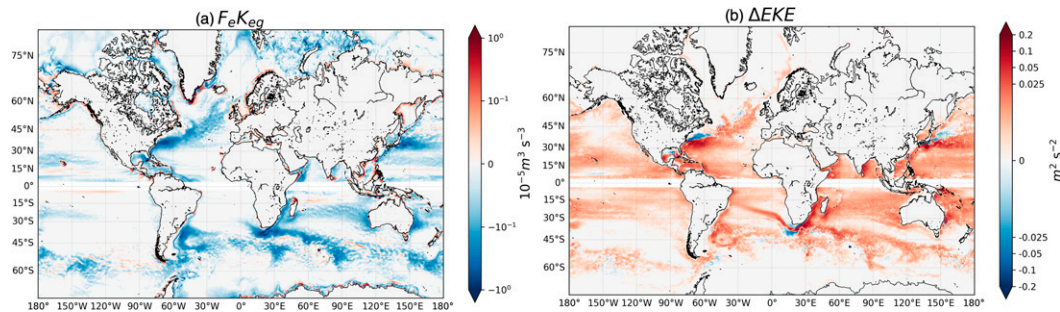 (a) FₑKₑg
(b) ΔEKE
75°N
60°N
45°N
30°N
15°N
0°
15°S
30°S
45°S
60°S
180° 150°W 120°W 90°W 60°W 30°W 0° 30°E 60°E 90°E 120°E 150°E 180°
10⁰
10⁻¹
0
−10⁻¹
−10⁰
10⁻⁵m³ s⁻³
75°N
60°N
45°N
30°N
15°N
0°
15°S
30°S
45°S
60°S
180° 150°W 120°W 90°W 60°W 30°W 0° 30°E 60°E 90°E 120°E 150°E 180°
0.2
0.1
0.05
0.025
0
-0.025
-0.05
-0.1
-0.2
m² s⁻²